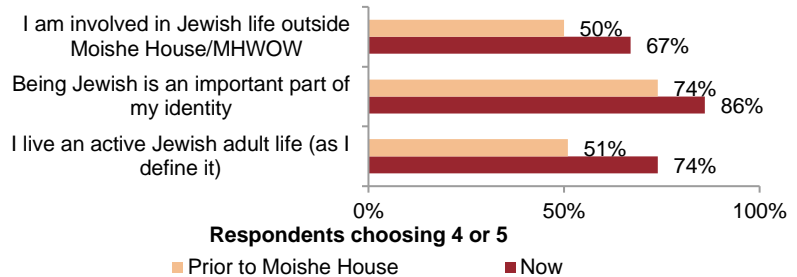 I am involved in Jewish life outside
Moishe House/MHWOW
50%
67%
Being Jewish is an important part of
my identity
74%
86%
I live an active Jewish adult life (as I
define it)
51%
74%
0%
50%
100%
Respondents choosing 4 or 5
Prior to Moishe House
Now